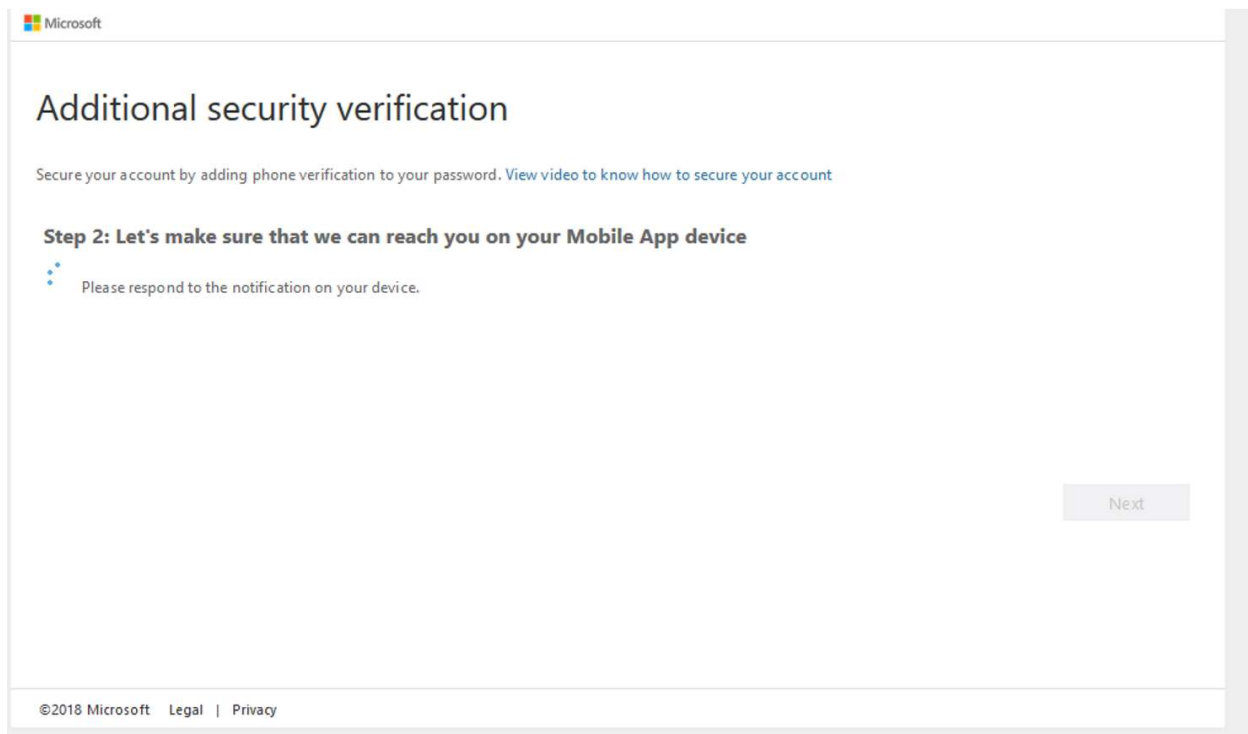 Microsoft
Additional security verification
Secure your account by adding phone verification to your password. View video to know how to secure your account
Step 2: Let's make sure that we can reach you on your Mobile App device
Please respond to the notification on your device.
Next
©2018 Microsoft Legal | Privacy